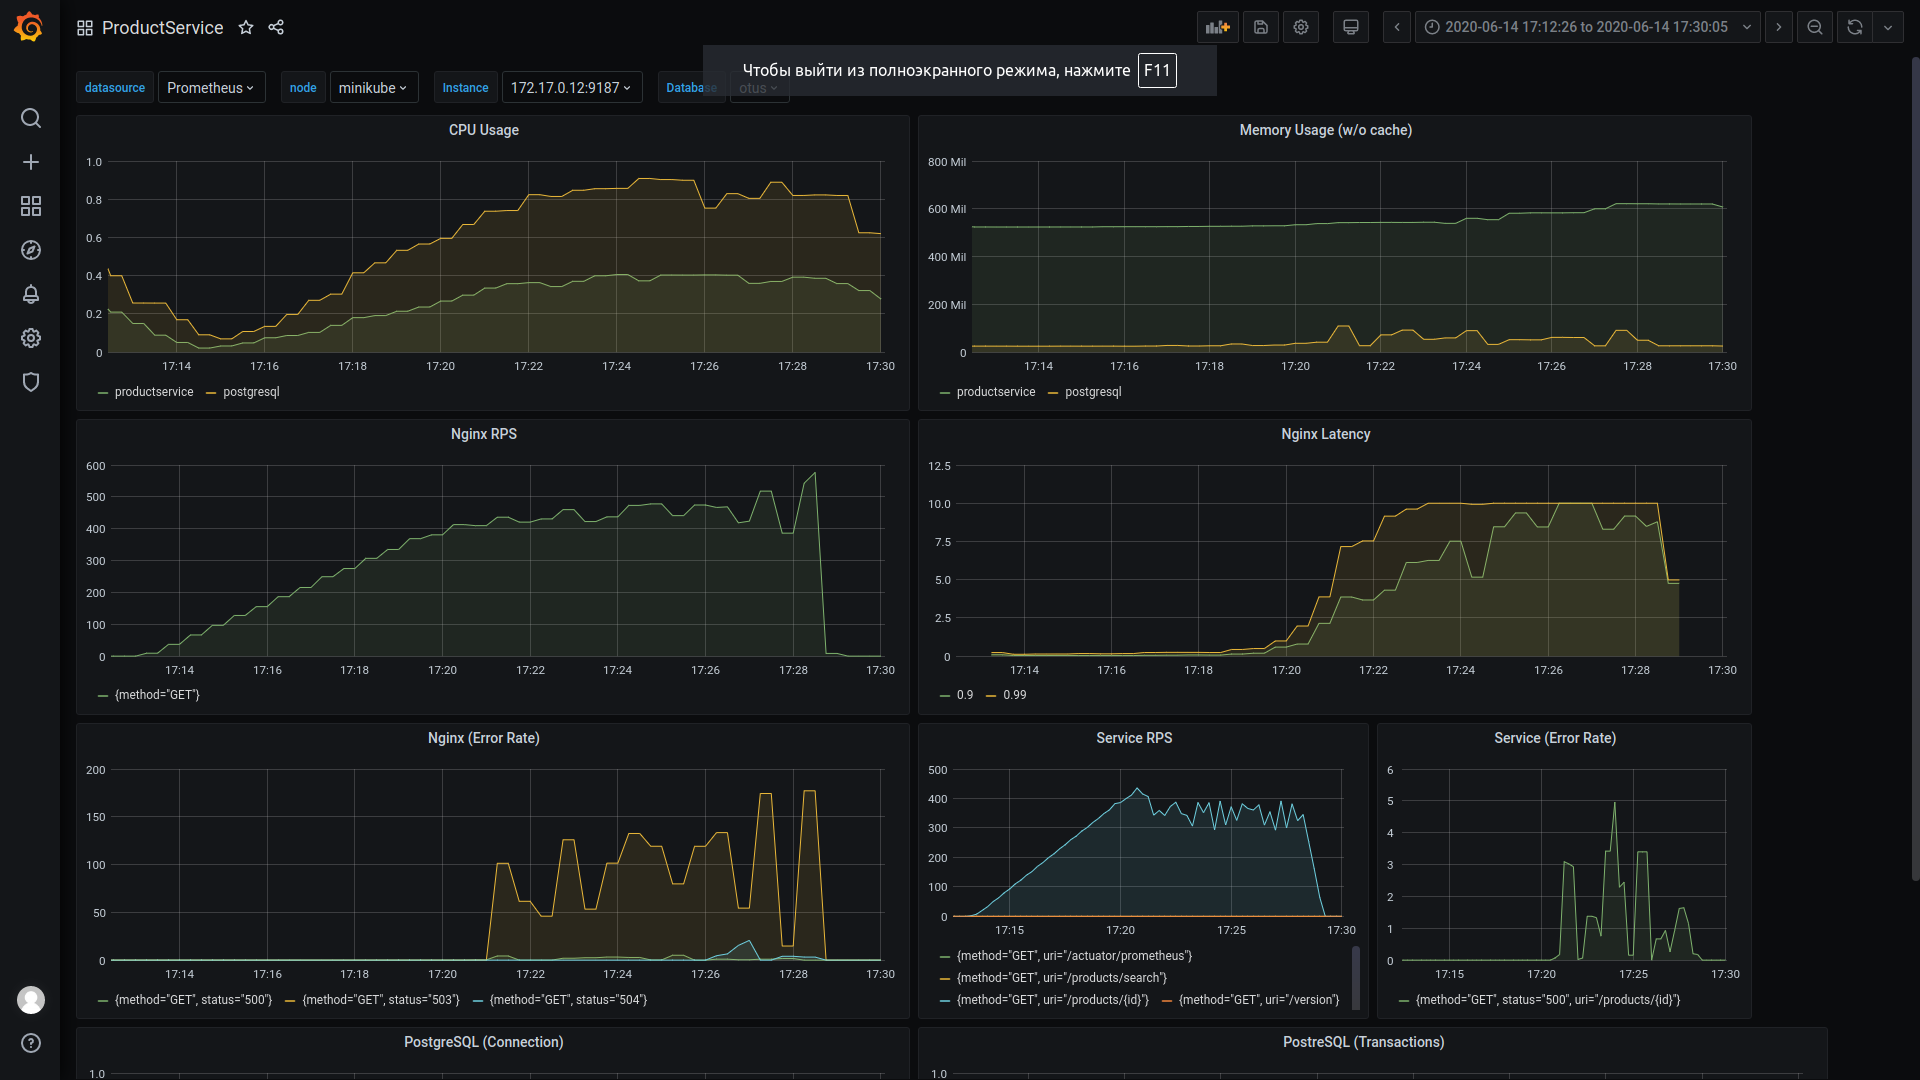 ProductService
2020-06-14 17:12:26 to 2020-06-14 17:30:05
Чтобы выйти из полноэкранного режима, нажмите F11
datasource Prometheus node minikube Instance 172.17.0.12:9187 Database otus
CPU Usage
1.0
0.8
0.6
0.4
0.2
0
17:14 17:16 17:18 17:20 17:22 17:24 17:26 17:28 17:30
productservice postgresql
Memory Usage (w/o cache)
800 Mil
600 Mil
400 Mil
200 Mil
0
17:14 17:16 17:18 17:20 17:22 17:24 17:26 17:28 17:30
productservice postgresql
Nginx RPS
600
500
400
300
200
100
0
17:14 17:16 17:18 17:20 17:22 17:24 17:26 17:28 17:30
{method="GET"}
Nginx Latency
12.5
10.0
7.5
5.0
2.5
0
17:14 17:16 17:18 17:20 17:22 17:24 17:26 17:28 17:30
0.9 0.99
Nginx (Error Rate)
200
150
100
50
0
17:14 17:16 17:18 17:20 17:22 17:24 17:26 17:28 17:30
{method="GET", status="500"} {method="GET", status="503"} {method="GET", status="504"}
Service RPS
500
400
300
200
100
0
17:15 17:20 17:25 17:30
{method="GET", uri="/actuator/prometheus"}
{method="GET", uri="/products/search"}
{method="GET", uri="/products/{id}"} {method="GET", uri="/version"}
Service (Error Rate)
6
5
4
3
2
1
0
17:15 17:20 17:25 17:30
{method="GET", status="500", uri="/products/{id}"}
PostgreSQL (Connection)
1.0
PostreSQL (Transactions)
1.0